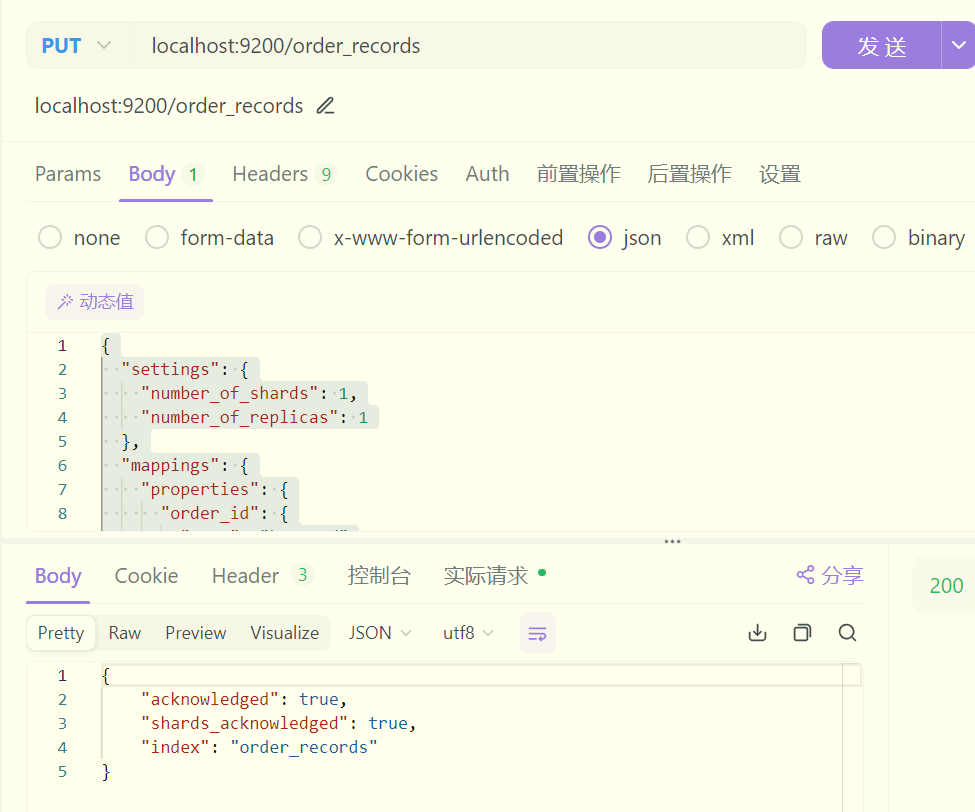 PUT localhost:9200/order_records 发送
localhost:9200/order_records
Params Body 1 Headers 9 Cookies Auth 前置操作 后置操作 设置
none form-data x-www-form-urlencoded json xml raw binary
动态值
1 {
2 "settings": {
3 "number_of_shards": 1,
4 "number_of_replicas": 1
5 },
6 "mappings": {
7 "properties": {
8 "order_id": {
Body Cookie Header 3 控制台 实际请求 分享 200
Pretty Raw Preview Visualize JSON utf8
1 {
2 "acknowledged": true,
3 "shards_acknowledged": true,
4 "index": "order_records"
5 }